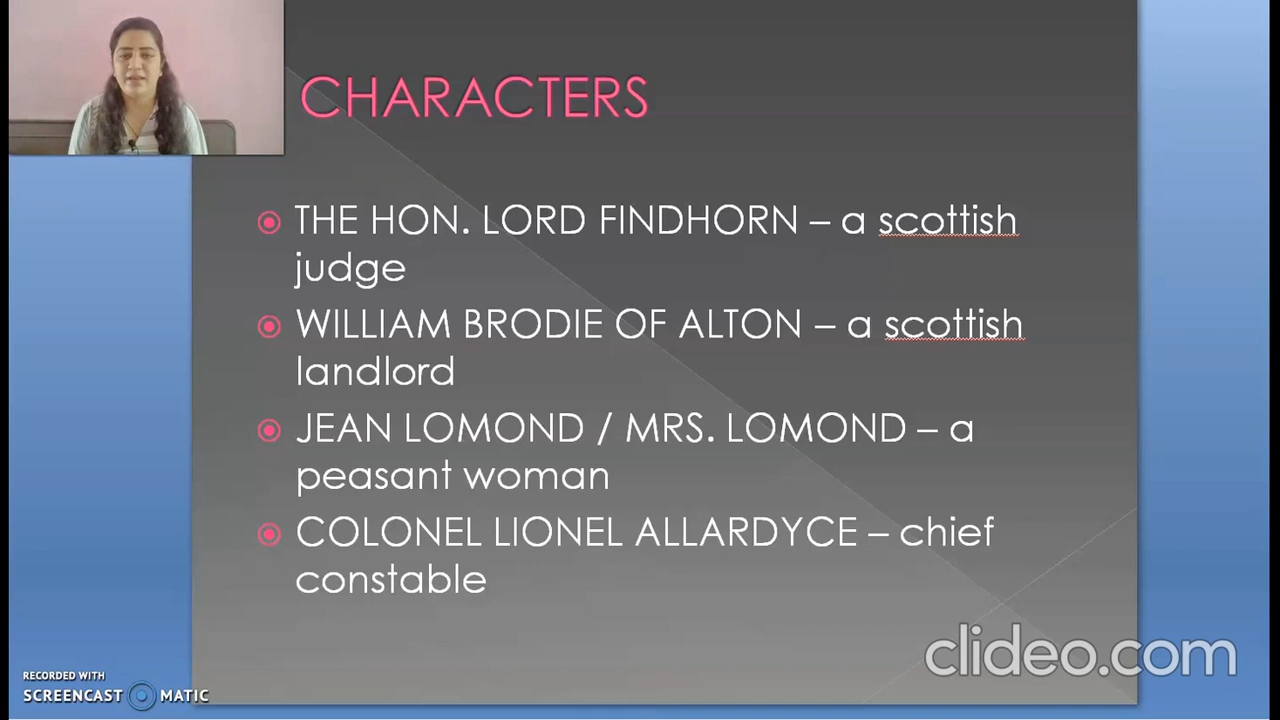 CHARACTERS
THE HON. LORD FINDHORN – a scottish
judge
WILLIAM BRODIE OF ALTON – a scottish
landlord
JEAN LOMOND / MRS. LOMOND – a
peasant woman
COLONEL LIONEL ALLARDYCE – chief
constable
clideo.com
RECORDED WITH
SCREENCAST MATIC